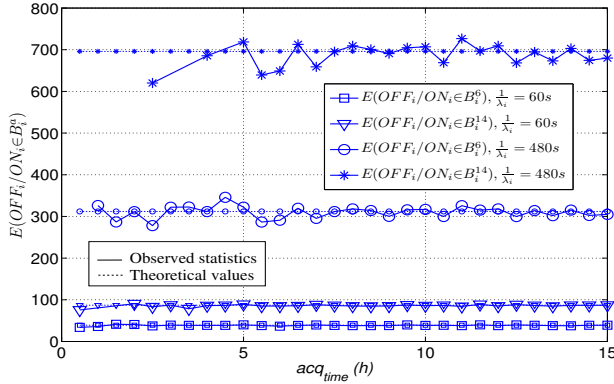 800
700
600
500
400
300
200
100
0
E(OFF_i/ON_i∈B_i^a)
E(OFF_i/ON_i∈B_i^6), 1/λ_i = 60s
E(OFF_i/ON_i∈B_i^14), 1/λ_i = 60s
E(OFF_i/ON_i∈B_i^6), 1/λ_i = 480s
E(OFF_i/ON_i∈B_i^14), 1/λ_i = 480s
Observed statistics
Theoretical values
0 5 10 15
acq_time (h)